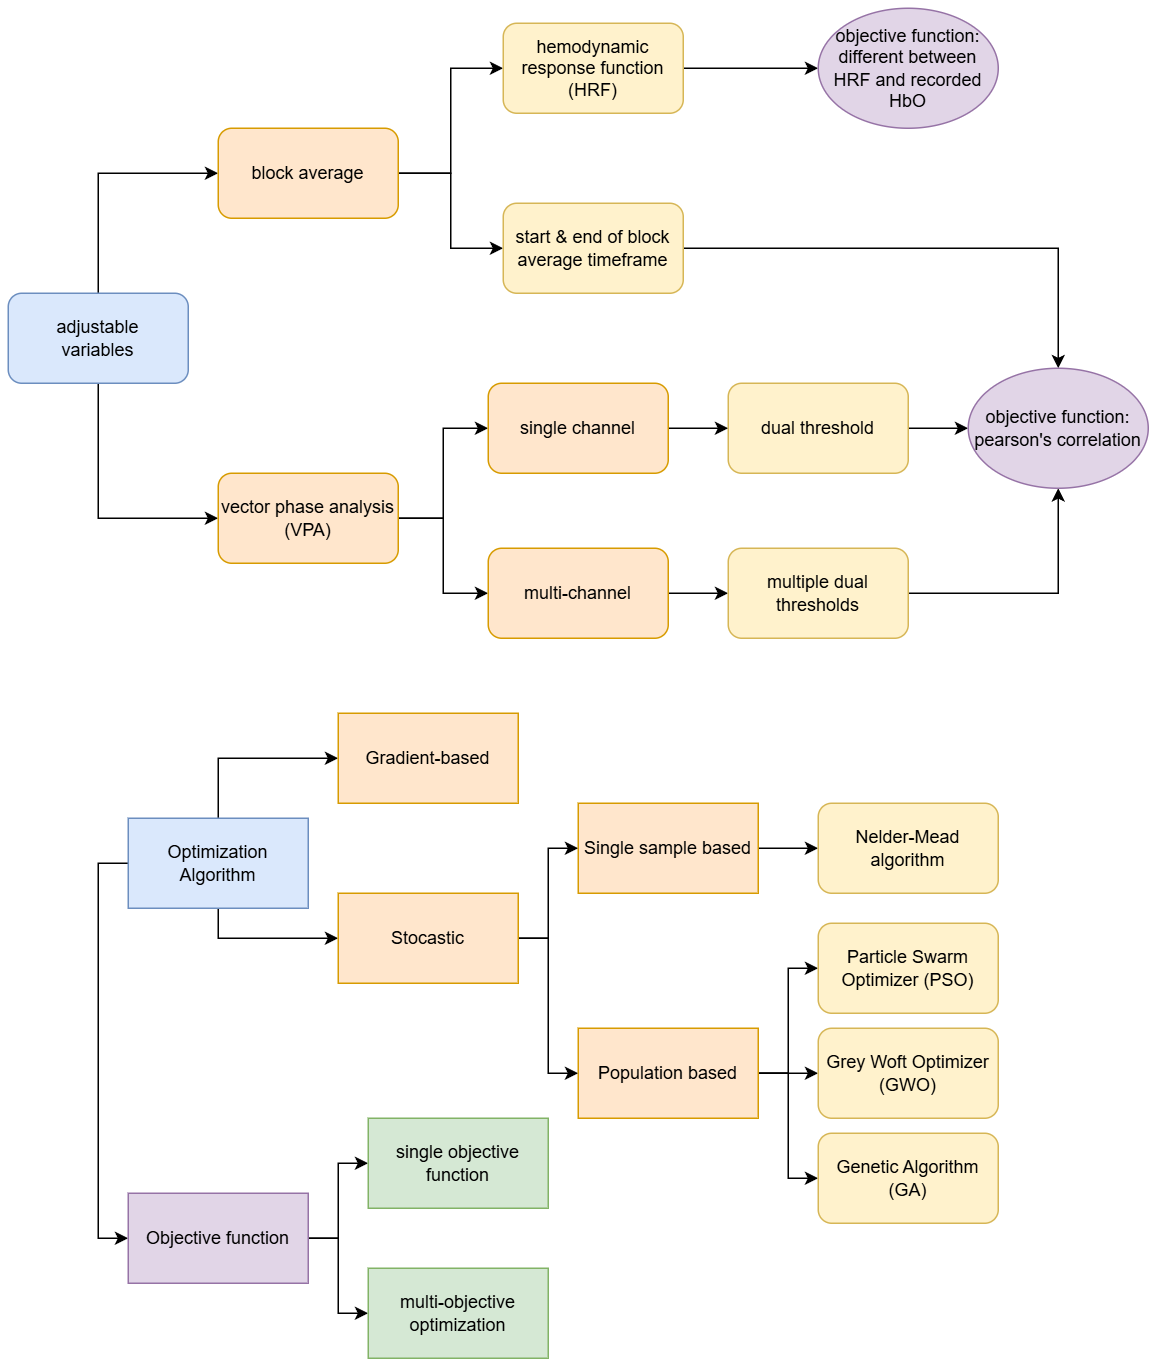 hemodynamic
response function
(HRF)
objective function:
different between
HRF and recorded
HbO
block average
start & end of block
average timeframe
adjustable
variables
single channel
dual threshold
objective function:
pearson's correlation
vector phase analysis
(VPA)
multi-channel
multiple dual
thresholds
Gradient-based
Optimization
Algorithm
Single sample based
Nelder-Mead
algorithm
Stocastic
Particle Swarm
Optimizer (PSO)
Population based
Grey Woft Optimizer
(GWO)
Genetic Algorithm
(GA)
single objective
function
Objective function
multi-objective
optimization